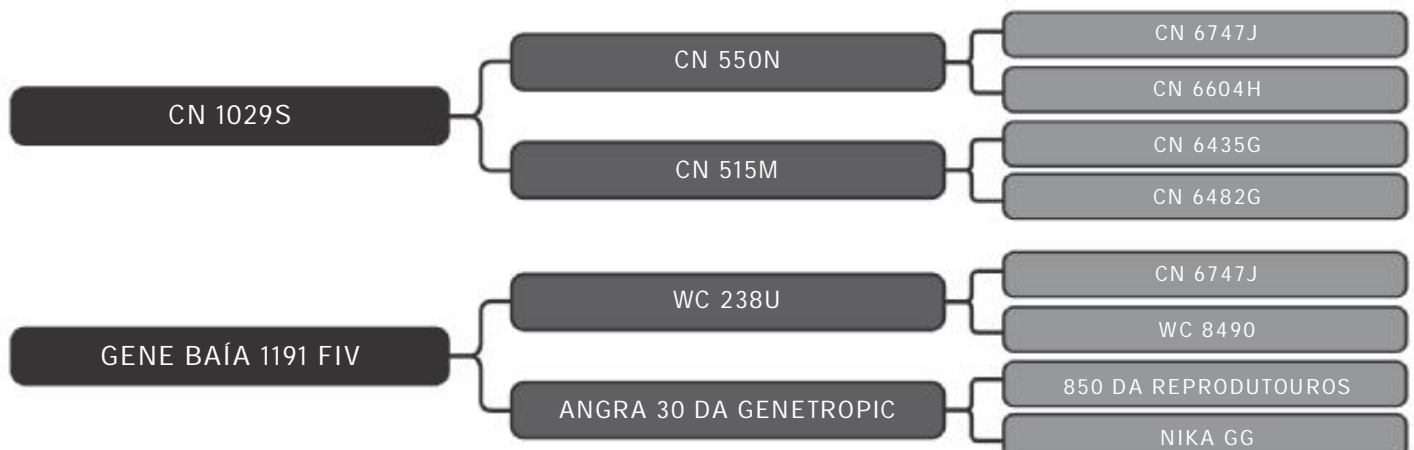 CN 1029S
CN 550N
CN 6747J
CN 6604H
CN 515M
CN 6435G
CN 6482G
GENE BAÍA 1191 FIV
WC 238U
CN 6747J
WC 8490
ANGRA 30 DA GENETROPIC
850 DA REPRODUTOUROS
NIKA GG